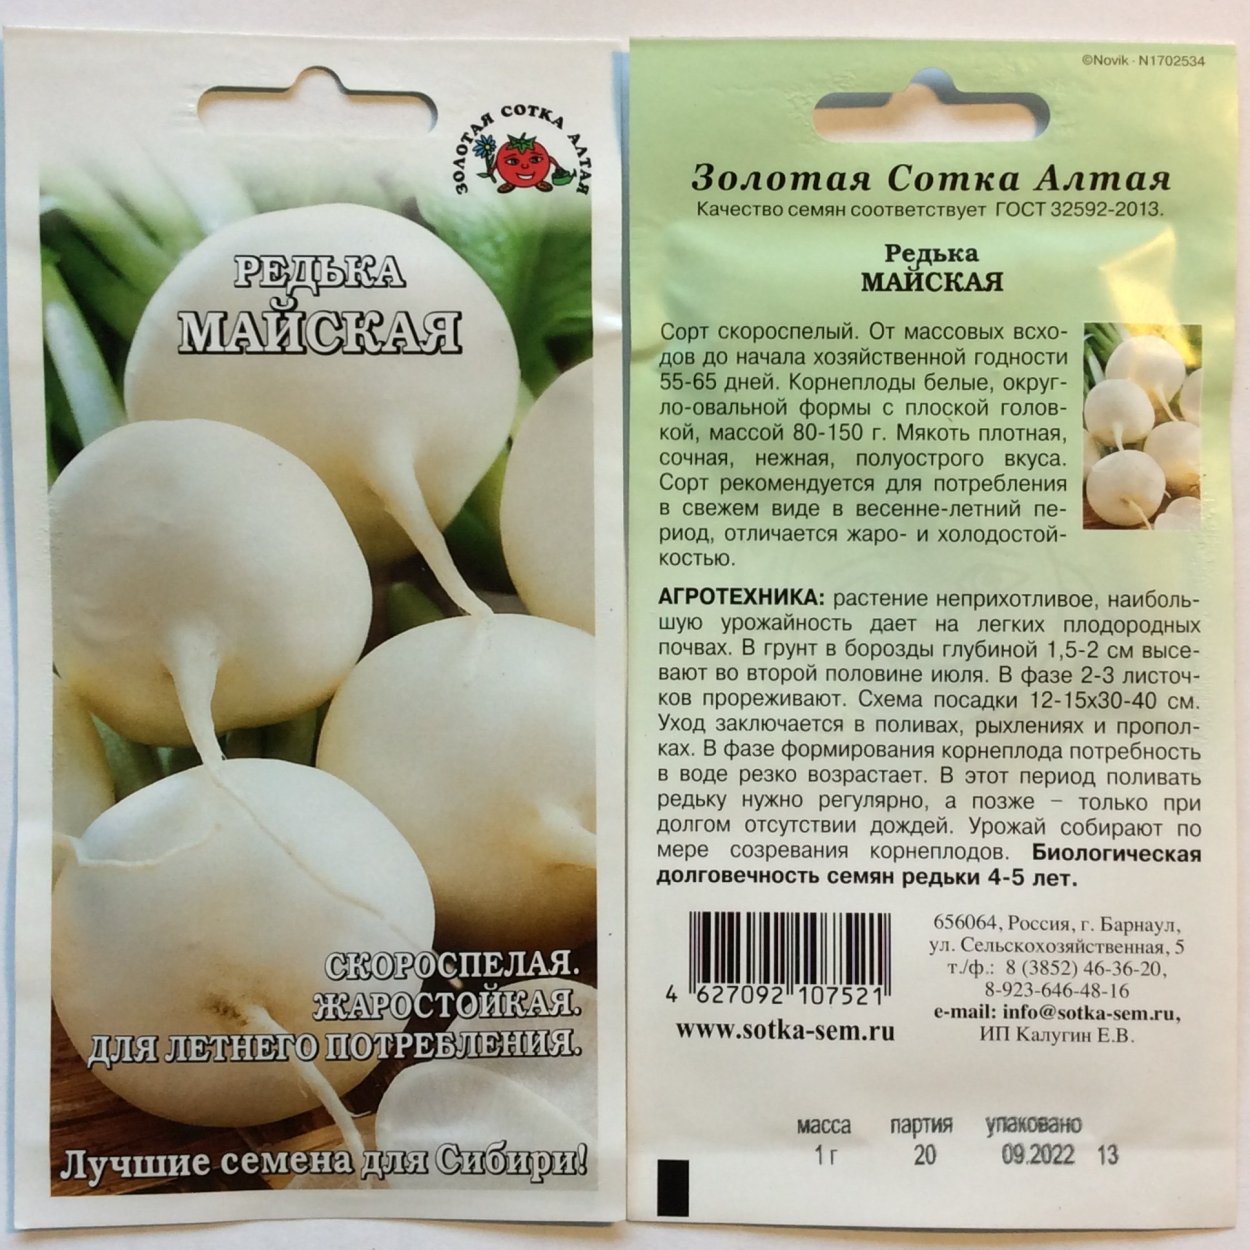 ЗОЛОТАЯ СОТКА АЛТАЯ
РЕДЬКА
МАЙСКАЯ
СКОРОСПЕЛАЯ.
ЖАРОСТОЙКАЯ.
ДЛЯ ЛЕТНЕГО ПОТРЕБЛЕНИЯ.
Лучшие семена для Сибири!
©Novik · N1702534
Золотая Сотка Алтая
Качество семян соответствует ГОСТ 32592-2013.
Редька
МАЙСКАЯ
Сорт скороспелый. От массовых всхо-
дов до начала хозяйственной годности
55-65 дней. Корнеплоды белые, округ-
ло-овальной формы с плоской голов-
кой, массой 80-150 г. Мякоть плотная,
сочная, нежная, полуострого вкуса.
Сорт рекомендуется для потребления
в свежем виде в весенне-летний пе-
риод, отличается жаро- и холодостой-
костью.
АГРОТЕХНИКА: растение неприхотливое, наиболь-
шую урожайность дает на легких плодородных
почвах. В грунт в борозды глубиной 1,5-2 см высе-
вают во второй половине июля. В фазе 2-3 листоч-
ков прореживают. Схема посадки 12-15х30-40 см.
Уход заключается в поливах, рыхлениях и пропол-
ках. В фазе формирования корнеплода потребность
в воде резко возрастает. В этот период поливать
редьку нужно регулярно, а позже – только при
долгом отсутствии дождей. Урожай собирают по
мере созревания корнеплодов. Биологическая
долговечность семян редьки 4-5 лет.
4 627092 107521
www.sotka-sem.ru
656064, Россия, г. Барнаул,
ул. Сельскохозяйственная, 5
т./ф.: 8 (3852) 46-36-20,
8-923-646-48-16
e-mail: info@sotka-sem.ru,
ИП Калугин Е.В.
масса партия упаковано
1 г 20 09.2022 13